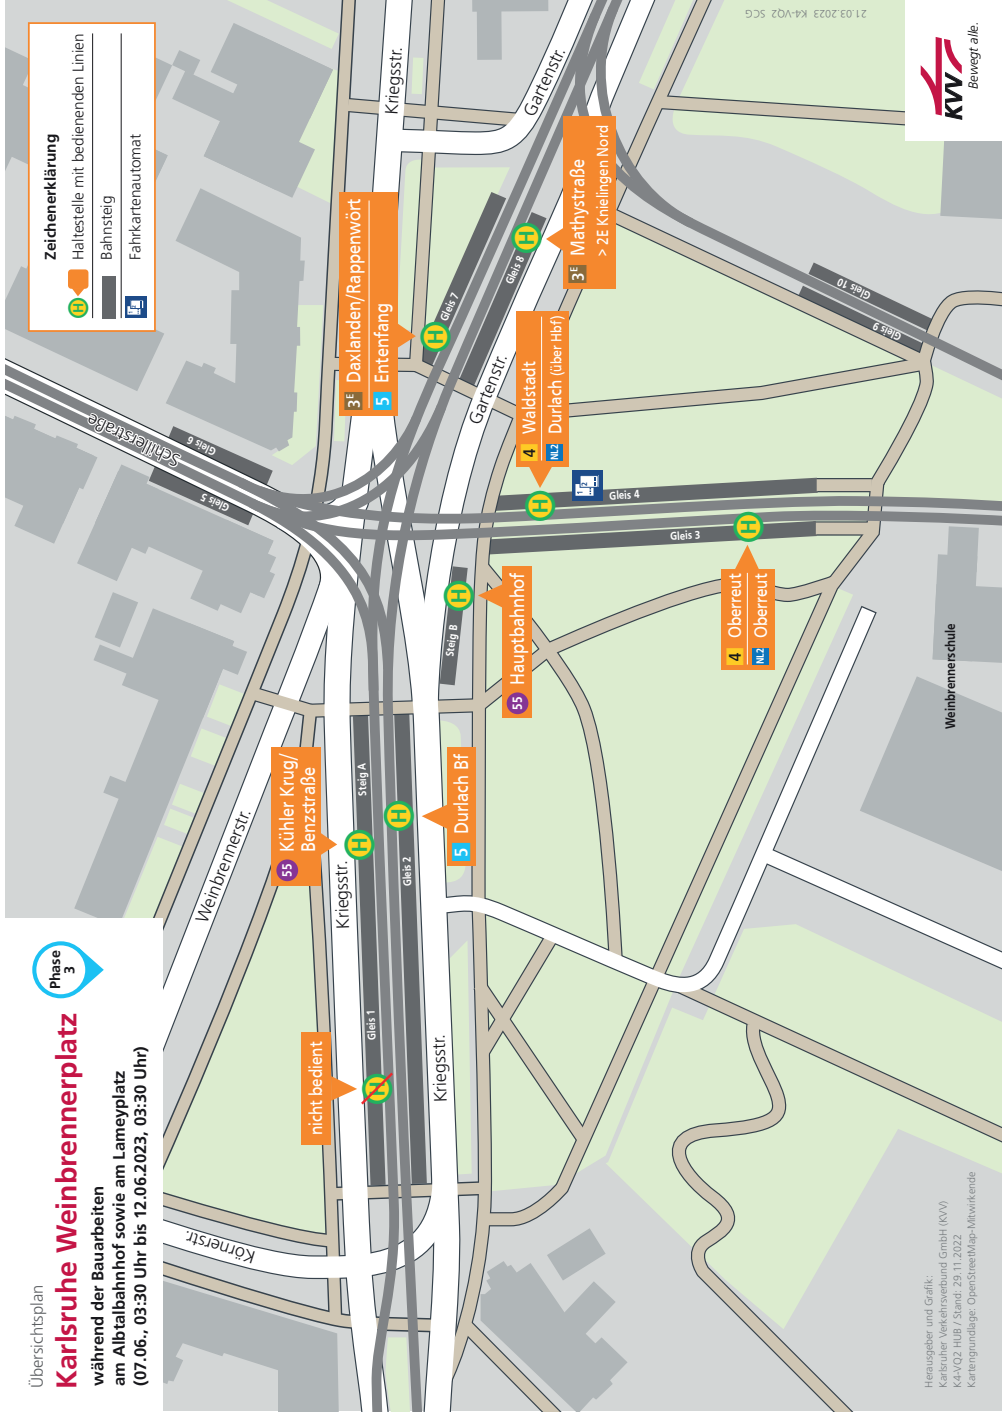 Übersichtsplan
Karlsruhe Weinbrennerplatz
Phase
3
während der Bauarbeiten
am Albtalbahnhof sowie am Lameyplatz
(07.06., 03:30 Uhr bis 12.06.2023, 03:30 Uhr)
Zeichenerklärung
H Haltestelle mit bedienenden Linien
Bahnsteig
Fahrkartenautomat
Schillerstraße
Gleis 5
Gleis 6
Weinbrennerstr.
Körnerstr.
Kriegsstr.
Kriegsstr.
Kriegsstr.
Gartenstr.
Gartenstr.
nicht bedient
H
Gleis 1
Steig A
55 Kühler Krug/
Benzstraße
H
Gleis 2
H
5 Durlach Bf
Steig B
H
55 Hauptbahnhof
3E Daxlanden/Rappenwört
5 Entenfang
H
Gleis 7
Gleis 8
H
3E Mathystraße
> 2E Knielingen Nord
4 Waldstadt
NL2 Durlach (über Hbf)
H
1 2
Gleis 4
Gleis 3
H
4 Oberreut
NL2 Oberreut
Gleis 9
Gleis 10
Weinbrennerschule
Herausgeber und Grafik:
Karlsruher Verkehrsverbund GmbH (KVV)
K4-VQ2 HUB / Stand: 29.11.2022
Kartengrundlage: OpenStreetMap-Mitwirkende
KVV
Bewegt alle.
21.03.2023 K4-VQ2 SCG